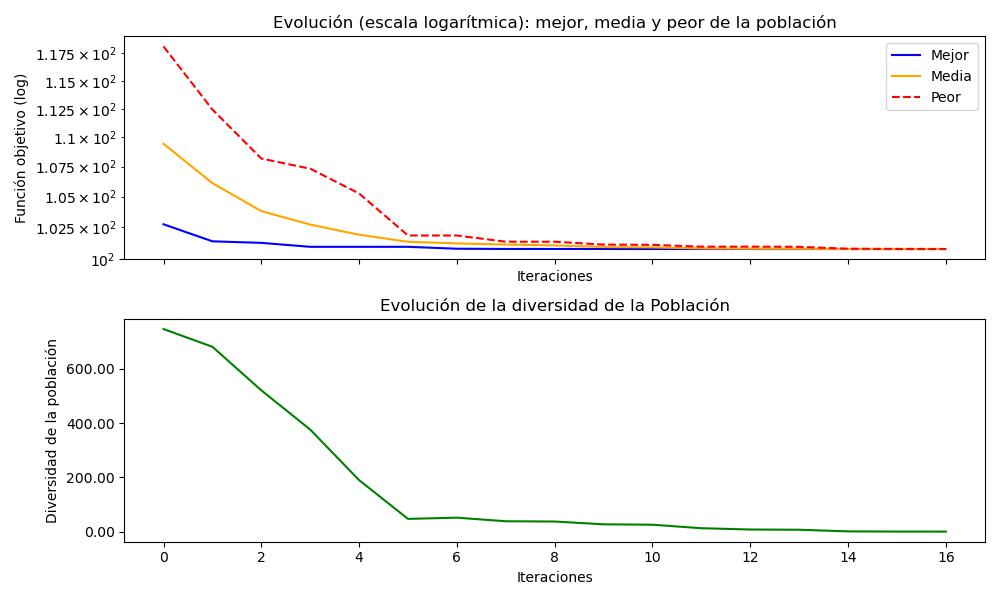 Evolución (escala logarítmica): mejor, media y peor de la población
Función objetivo (log)
1.175 × 10²
1.15 × 10²
1.125 × 10²
1.1 × 10²
1.075 × 10²
1.05 × 10²
1.025 × 10²
10²
Mejor
Media
Peor
Iteraciones
Evolución de la diversidad de la Población
Diversidad de la población
600.00
400.00
200.00
0.00
0 2 4 6 8 10 12 14 16
Iteraciones